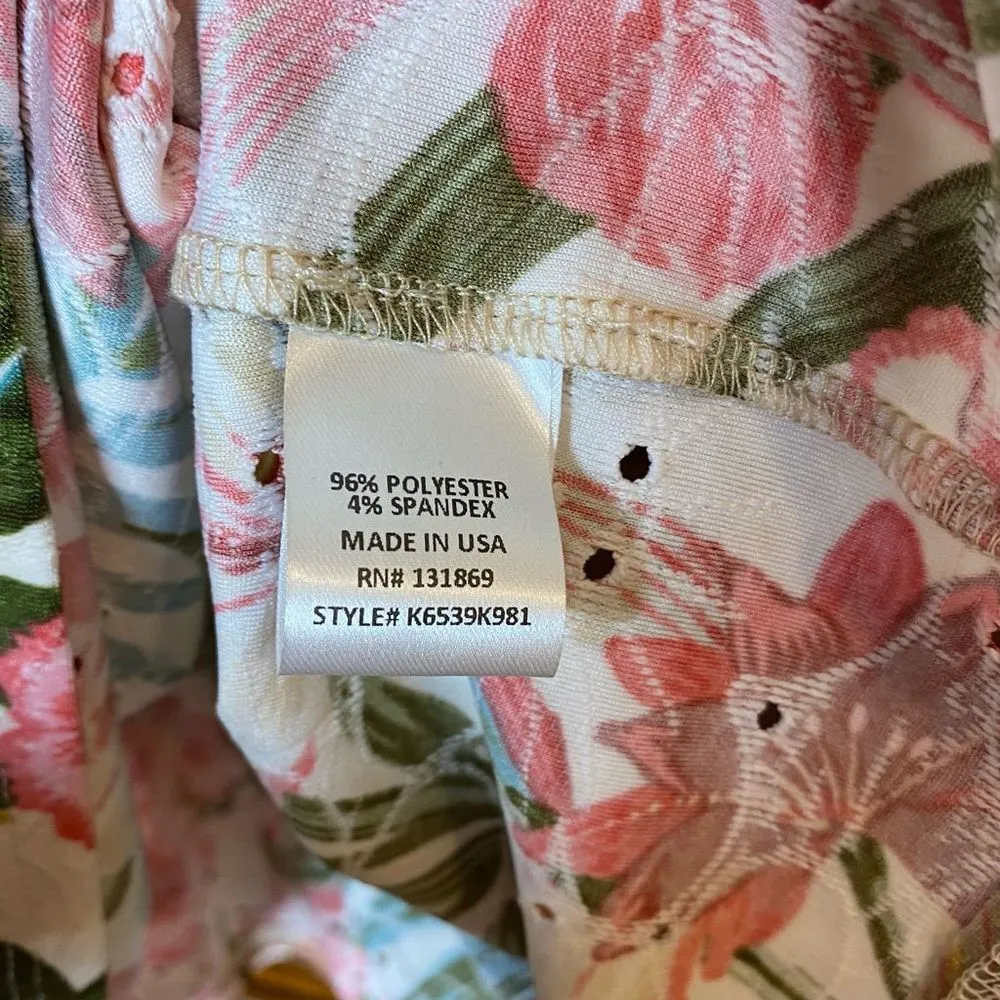 96% POLYESTER
4% SPANDEX
MADE IN USA
RN# 131869
STYLE# K6539K981